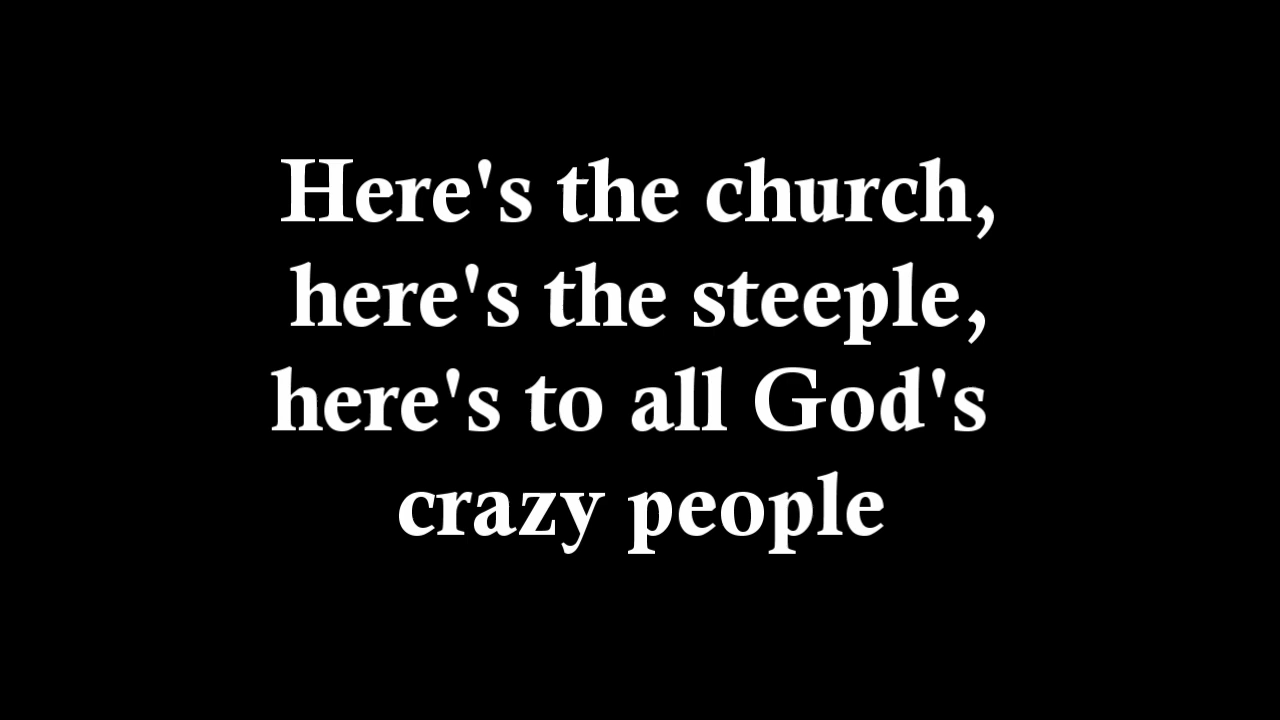 Here's the church,
here's the steeple,
here's to all God's
crazy people